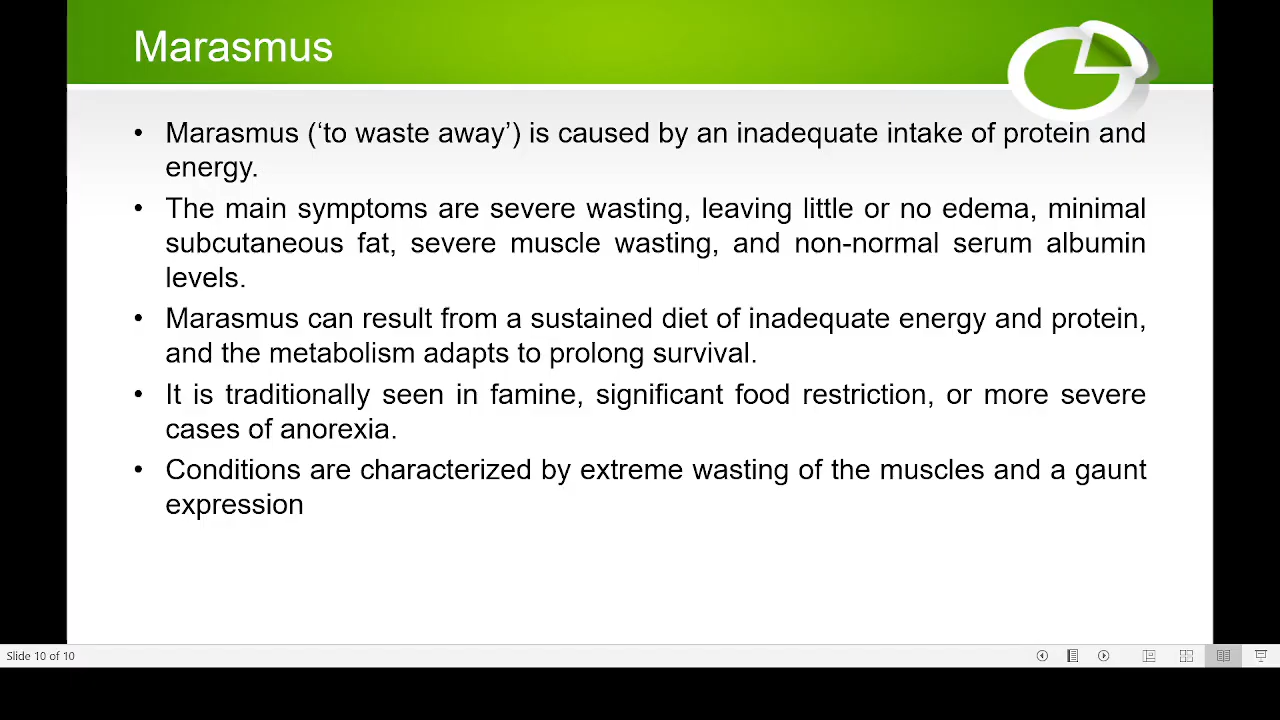 Marasmus
• Marasmus (‘to waste away’) is caused by an inadequate intake of protein and
energy.
• The main symptoms are severe wasting, leaving little or no edema, minimal
subcutaneous fat, severe muscle wasting, and non-normal serum albumin
levels.
• Marasmus can result from a sustained diet of inadequate energy and protein,
and the metabolism adapts to prolong survival.
• It is traditionally seen in famine, significant food restriction, or more severe
cases of anorexia.
• Conditions are characterized by extreme wasting of the muscles and a gaunt
expression
Slide 10 of 10